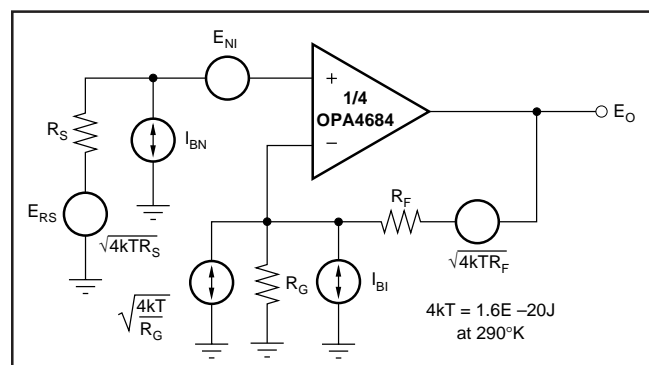 E_NI
+
1/4
OPA4684
−
E_O
R_S
I_BN
E_RS
√4kTR_S
R_F
√4kTR_F
√4kT/R_G
R_G
I_BI
4kT = 1.6E –20J
at 290°K